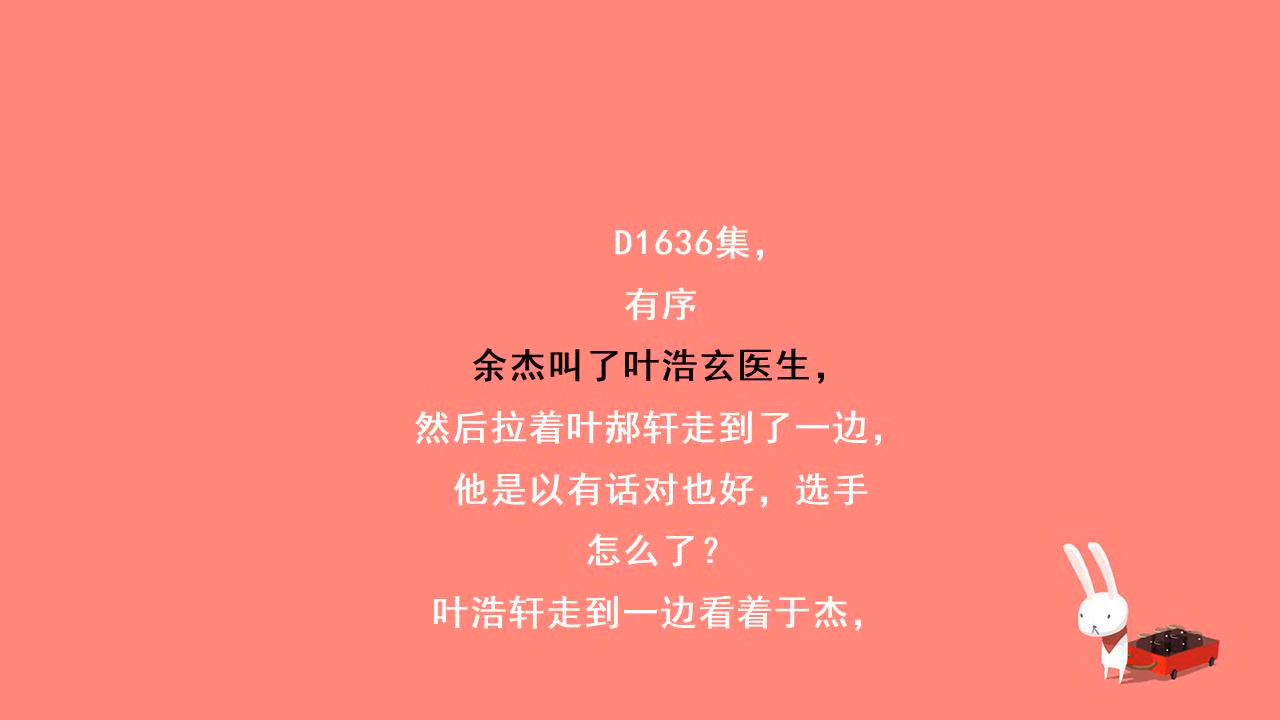 D1636集，
有序
余杰叫了叶浩玄医生，
然后拉着叶郝轩走到了一边，
他是以有话对也好，选手
怎么了？
叶浩轩走到一边看着于杰，